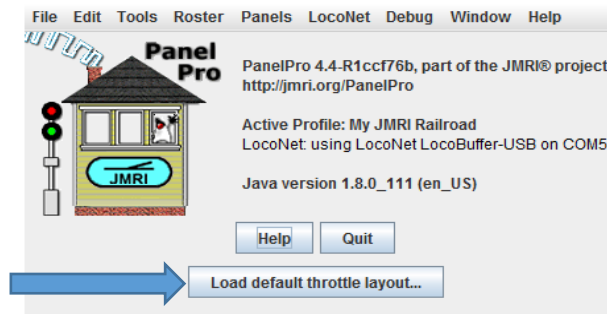 File Edit Tools Roster Panels LocoNet Debug Window Help
Panel
Pro
PanelPro 4.4-R1ccf76b, part of the JMRI® project
http://jmri.org/PanelPro
Active Profile: My JMRI Railroad
LocoNet: using LocoNet LocoBuffer-USB on COM5
JMRI
Java version 1.8.0_111 (en_US)
Help Quit
Load default throttle layout...